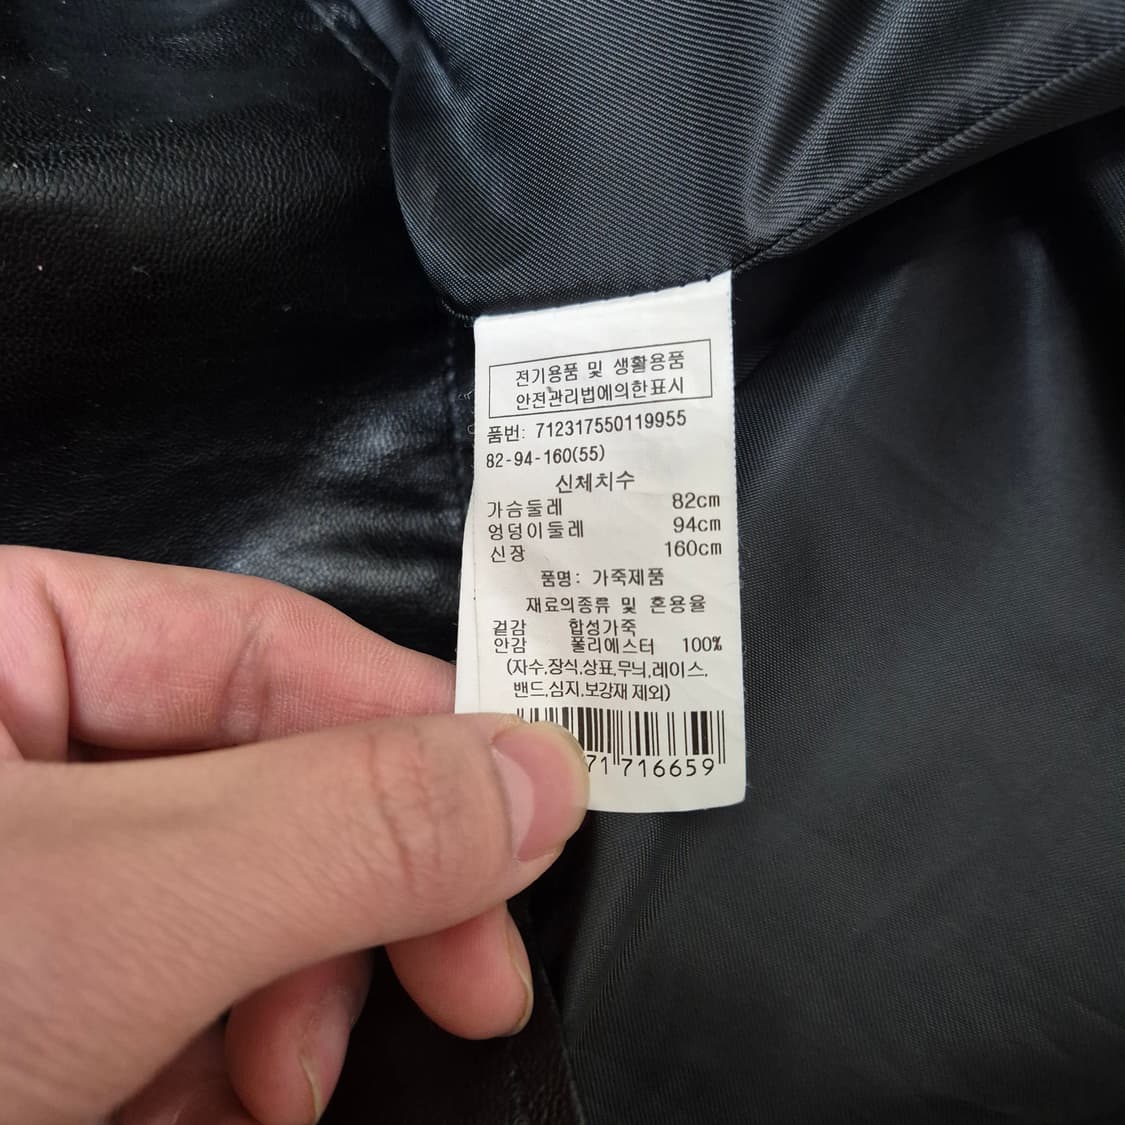 전기용품 및 생활용품
안전관리법에의한표시
품번: 712317550119955
82-94-160(55)
신체치수
가슴둘레 82cm
엉덩이둘레 94cm
신장 160cm
품명: 가죽제품
재료의종류 및 혼용율
겉감 합성가죽
안감 폴리에스터 100%
(자수,장식,상표,무늬,레이스,
밴드,심지,보강재 제외)
71 716659